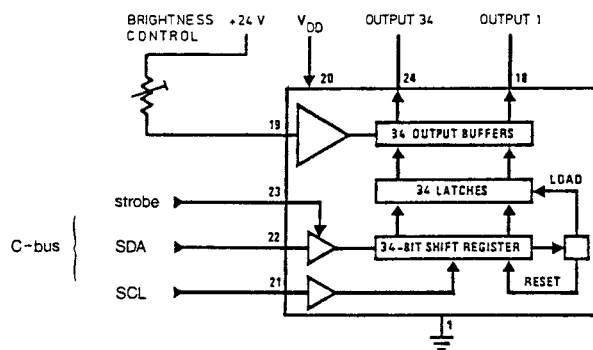 BRIGHTNESS CONTROL
+24 V
VDD
OUTPUT 34
OUTPUT 1
20
24
18
19
34 OUTPUT BUFFERS
LOAD
34 LATCHES
C-bus
strobe
23
SDA
22
34-BIT SHIFT REGISTER
SCL
21
RESET
1